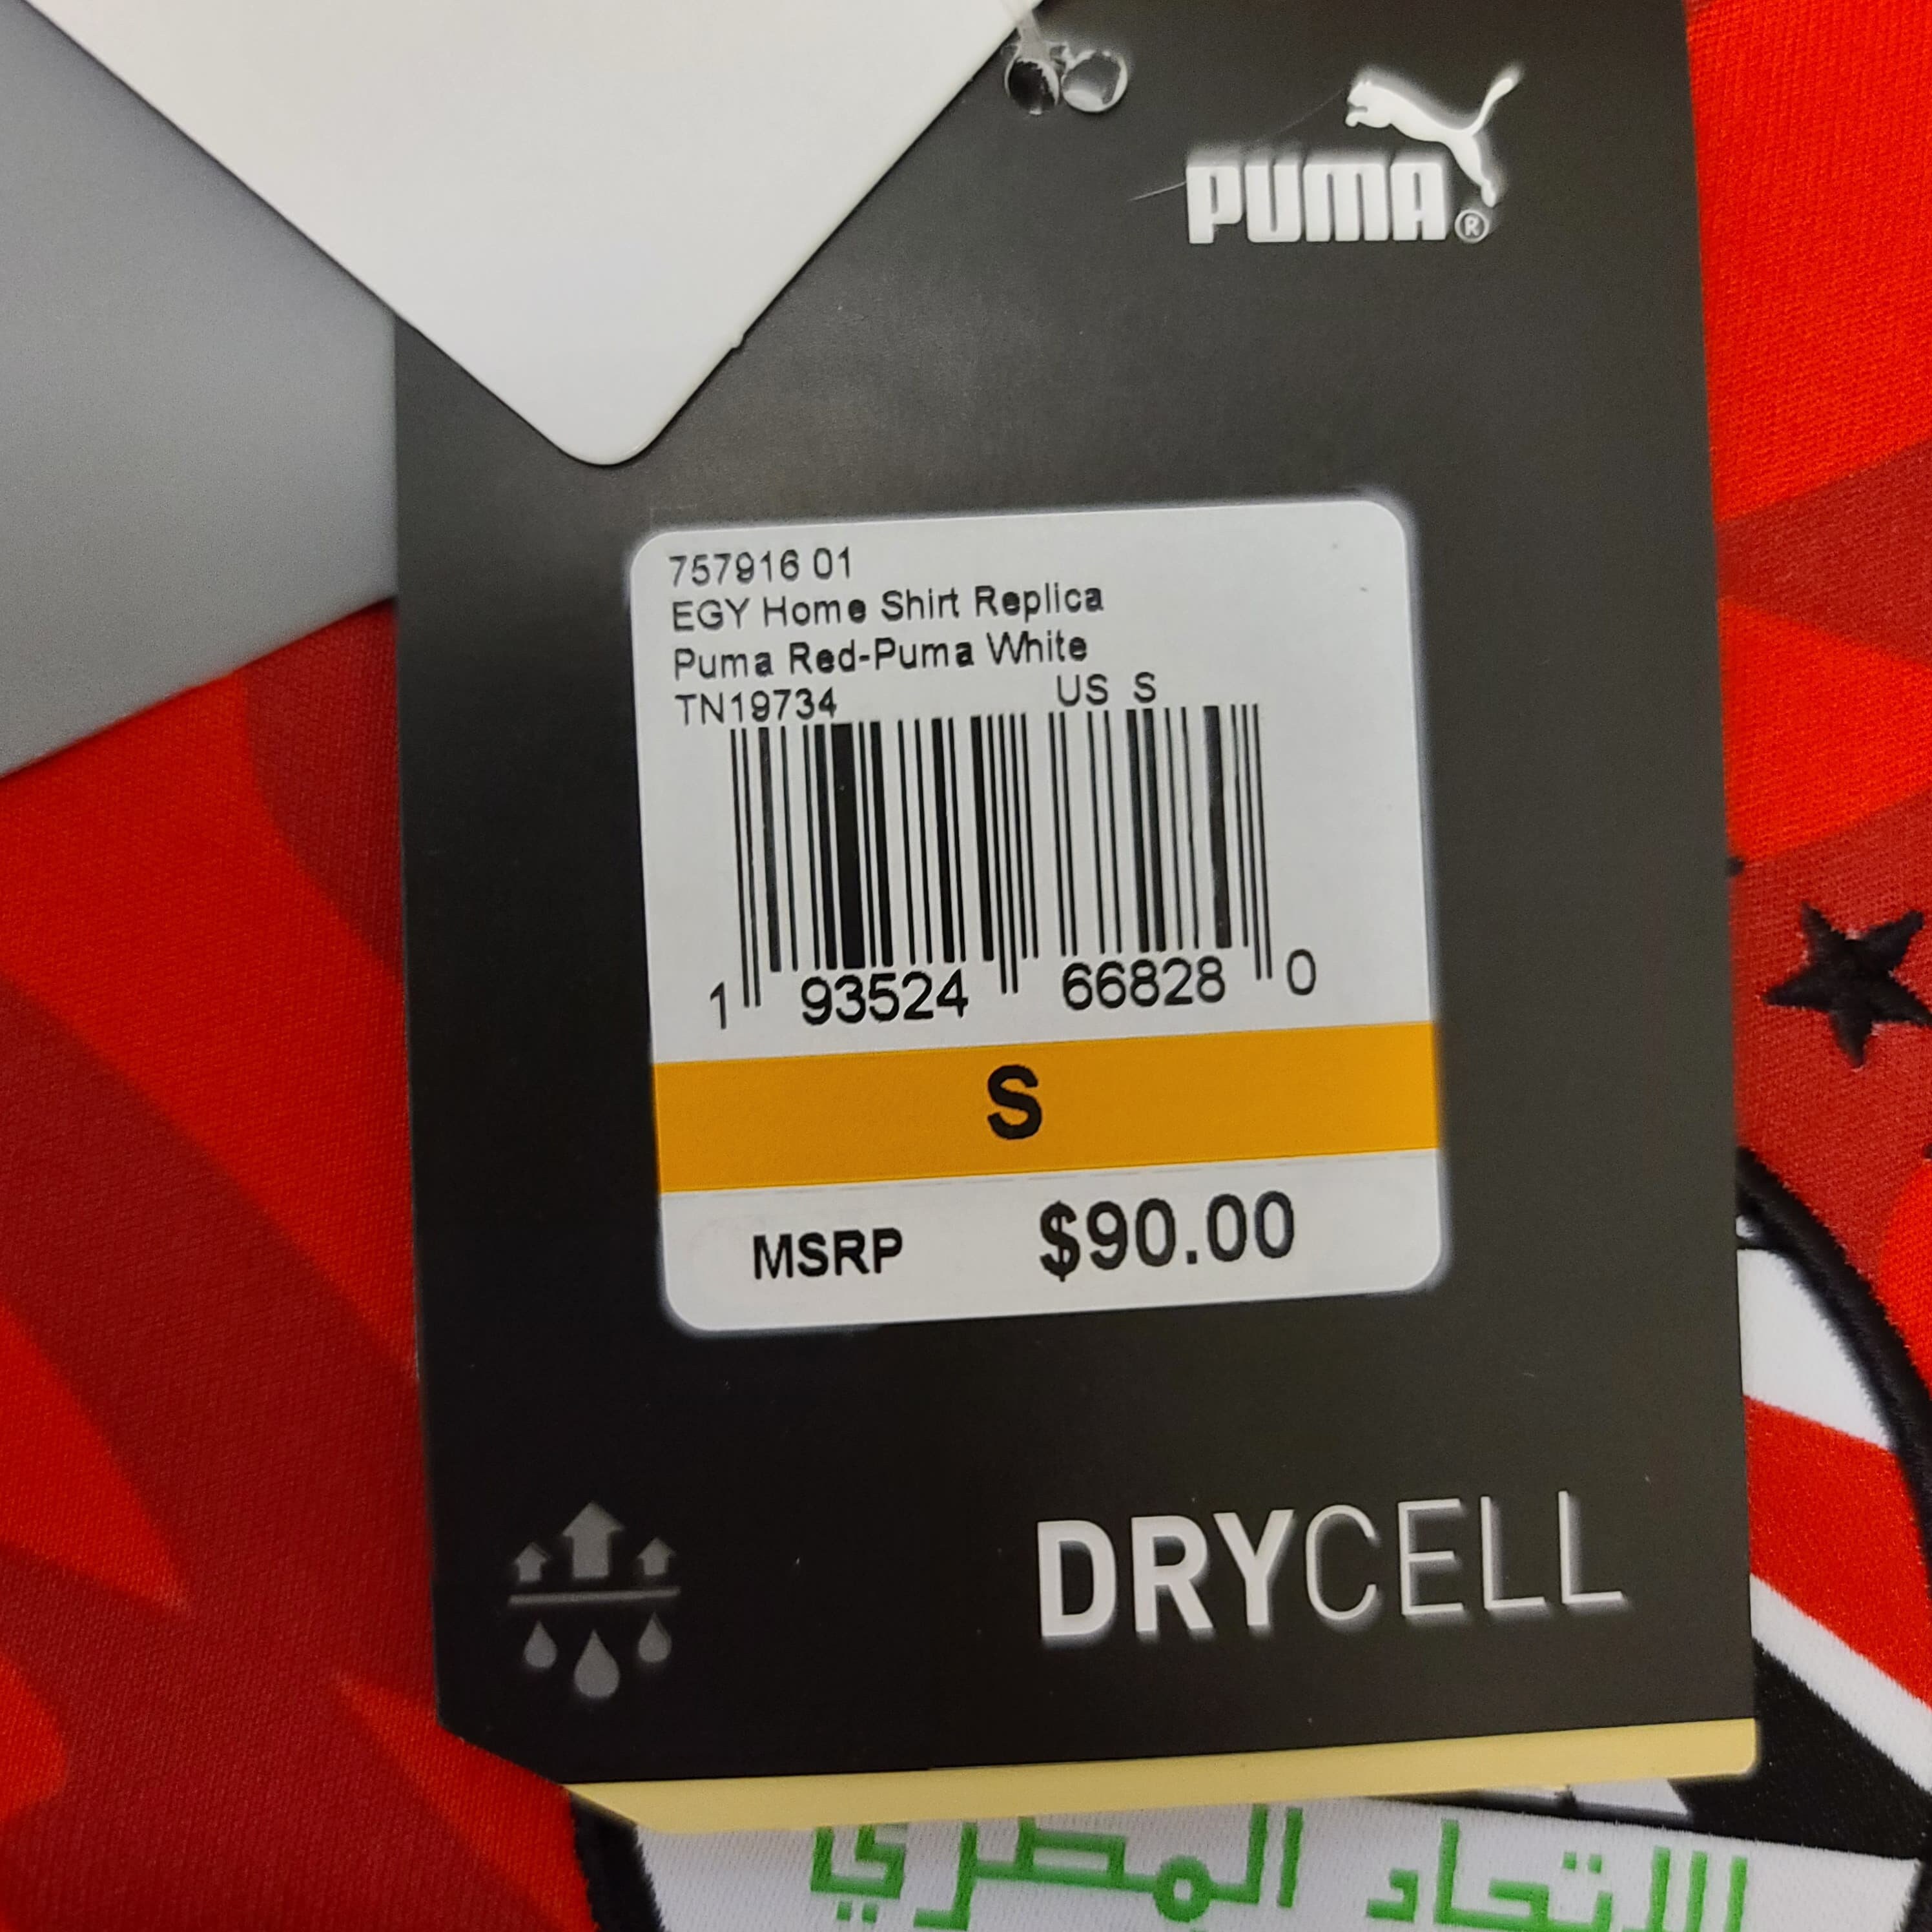 PUMA®
757916 01
EGY Home Shirt Replica
Puma Red-Puma White
TN19734 US S
1 93524 66828 0
S
MSRP $90.00
DRYCELL
الاتحاد المصري